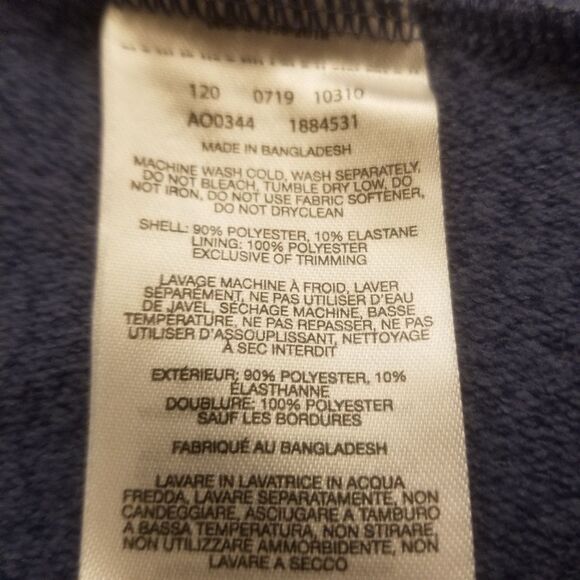 120 0719 10310
AO0344 1884531
MADE IN BANGLADESH
MACHINE WASH COLD, WASH SEPARATELY,
DO NOT BLEACH, TUMBLE DRY LOW, DO
NOT IRON, DO NOT USE FABRIC SOFTENER,
DO NOT DRYCLEAN
SHELL: 90% POLYESTER, 10% ELASTANE
LINING: 100% POLYESTER
EXCLUSIVE OF TRIMMING
LAVAGE MACHINE À FROID, LAVER
SÉPARÉMENT, NE PAS UTILISER D'EAU
DE JAVEL, SÉCHAGE MACHINE, BASSE
TEMPÉRATURE, NE PAS REPASSER, NE PAS
UTILISER D'ASSOUPLISSANT, NETTOYAGE
À SEC INTERDIT
EXTÉRIEUR: 90% POLYESTER, 10%
ÉLASTHANNE
DOUBLURE: 100% POLYESTER
SAUF LES BORDURES
FABRIQUÉ AU BANGLADESH
LAVARE IN LAVATRICE IN ACQUA
FREDDA, LAVARE SEPARATAMENTE, NON
CANDEGGIARE, ASCIUGARE A TAMBURO
A BASSA TEMPERATURA, NON STIRARE,
NON UTILIZZARE AMMORBIDENTE, NON
LAVARE A SECCO